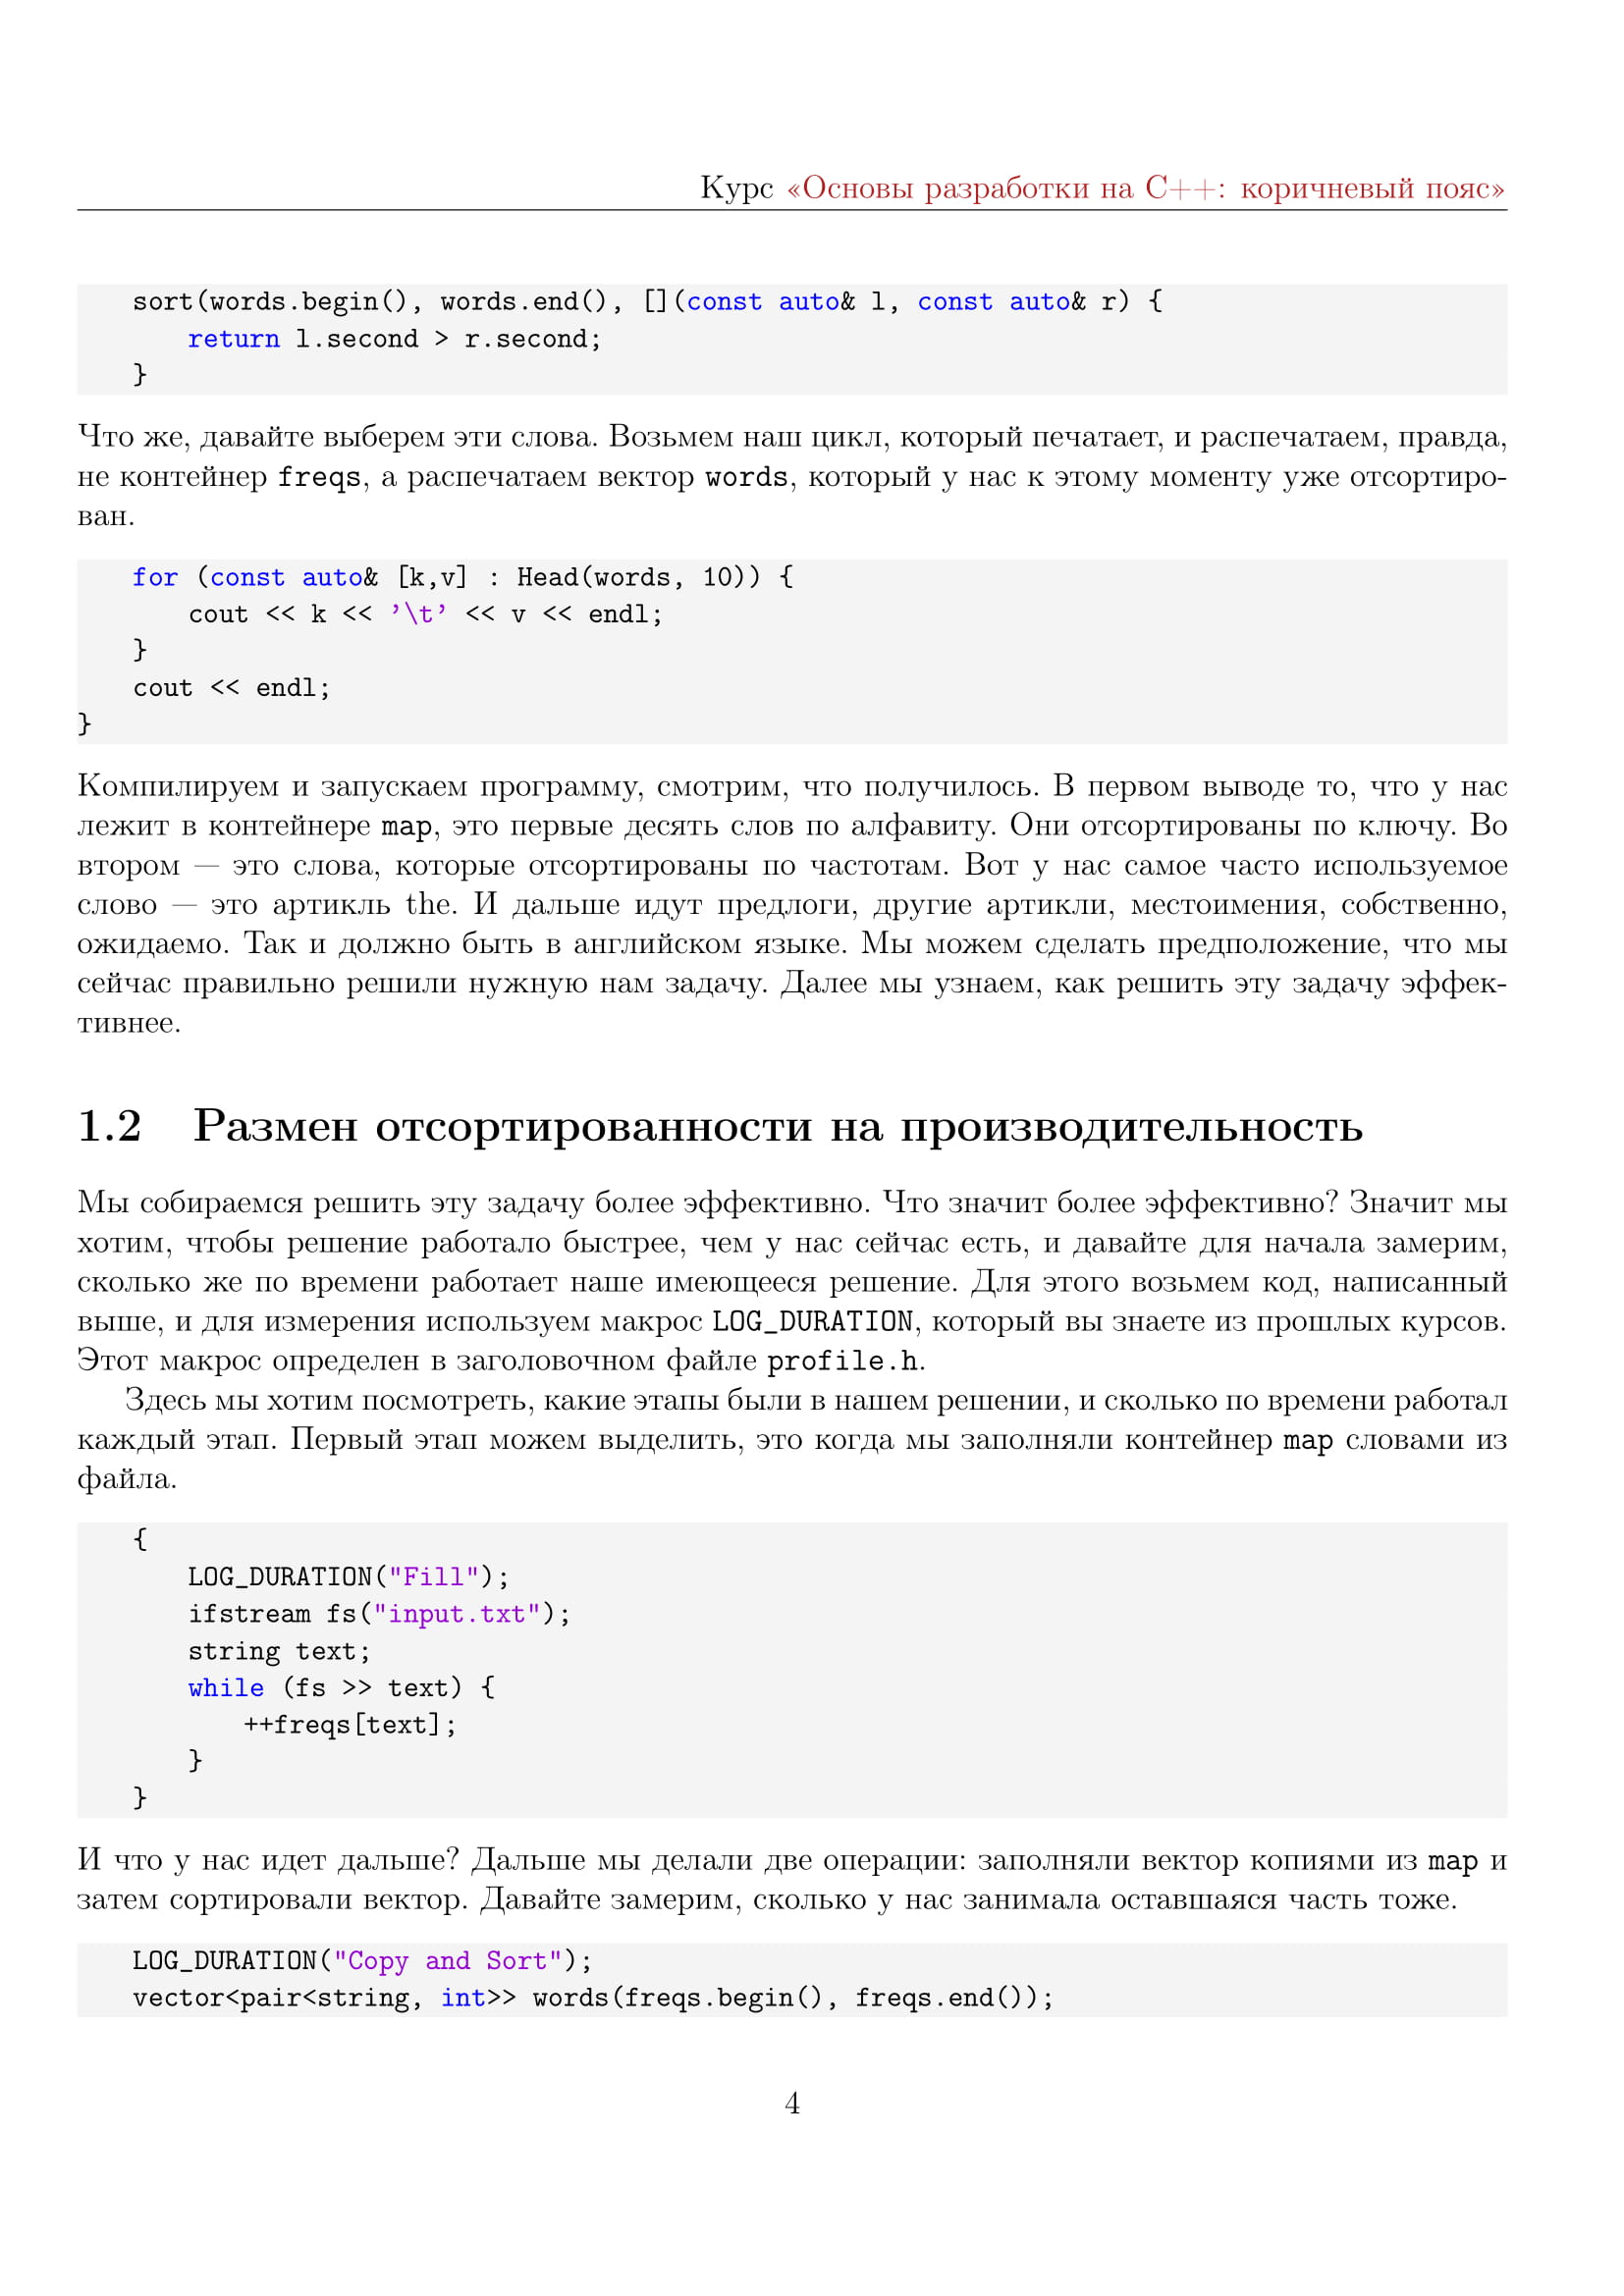 Курс «Основы разработки на C++: коричневый пояс»
sort(words.begin(), words.end(), [](const auto& l, const auto& r) {
return l.second > r.second;
}
Что же, давайте выберем эти слова. Возьмем наш цикл, который печатает, и распечатаем, правда,
не контейнер freqs, а распечатаем вектор words, который у нас к этому моменту уже отсортиро-
ван.
for (const auto& [k,v] : Head(words, 10)) {
cout << k << ’\t’ << v << endl;
}
cout << endl;
}
Компилируем и запускаем программу, смотрим, что получилось. В первом выводе то, что у нас
лежит в контейнере map, это первые десять слов по алфавиту. Они отсортированы по ключу. Во
втором — это слова, которые отсортированы по частотам. Вот у нас самое часто используемое
слово — это артикль the. И дальше идут предлоги, другие артикли, местоимения, собственно,
ожидаемо. Так и должно быть в английском языке. Мы можем сделать предположение, что мы
сейчас правильно решили нужную нам задачу. Далее мы узнаем, как решить эту задачу эффек-
тивнее.
1.2 Размен отсортированности на производительность
Мы собираемся решить эту задачу более эффективно. Что значит более эффективно? Значит мы
хотим, чтобы решение работало быстрее, чем у нас сейчас есть, и давайте для начала замерим,
сколько же по времени работает наше имеющееся решение. Для этого возьмем код, написанный
выше, и для измерения используем макрос LOG_DURATION, который вы знаете из прошлых курсов.
Этот макрос определен в заголовочном файле profile.h.
Здесь мы хотим посмотреть, какие этапы были в нашем решении, и сколько по времени работал
каждый этап. Первый этап можем выделить, это когда мы заполняли контейнер map словами из
файла.
{
LOG_DURATION("Fill");
ifstream fs("input.txt");
string text;
while (fs >> text) {
++freqs[text];
}
}
И что у нас идет дальше? Дальше мы делали две операции: заполняли вектор копиями из map и
затем сортировали вектор. Давайте замерим, сколько у нас занимала оставшаяся часть тоже.
LOG_DURATION("Copy and Sort");
vector<pair<string, int>> words(freqs.begin(), freqs.end());
4